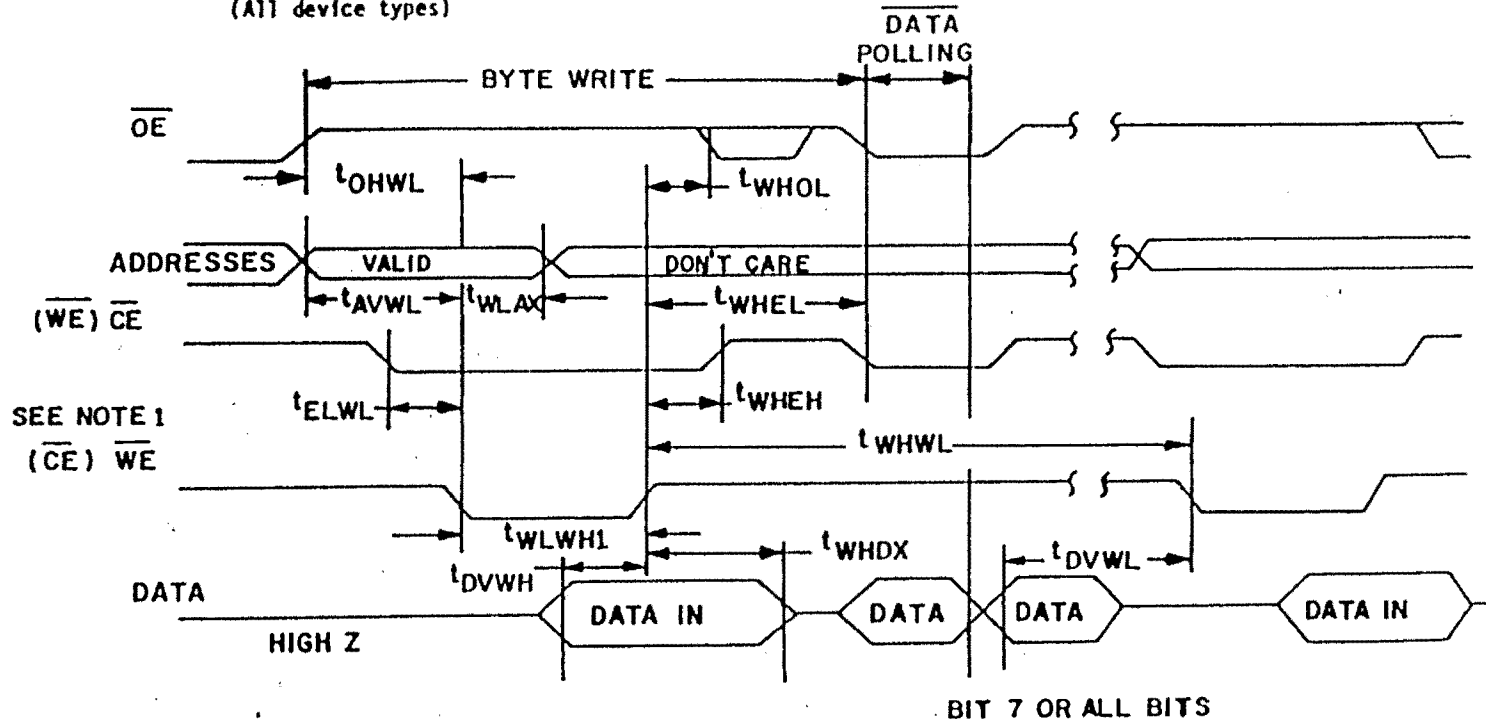 (All device types)
DATA
POLLING
BYTE WRITE
OE
tOHWL
tWHOL
ADDRESSES
VALID
DON'T CARE
tAVWL
tWLAX
tWHEL
(WE) CE
tELWL
tWHEH
SEE NOTE 1
(CE) WE
tWHWL
tWLWH1
tWHDX
tDVWL
tDVWH
DATA
DATA IN
DATA
DATA
DATA IN
HIGH Z
BIT 7 OR ALL BITS